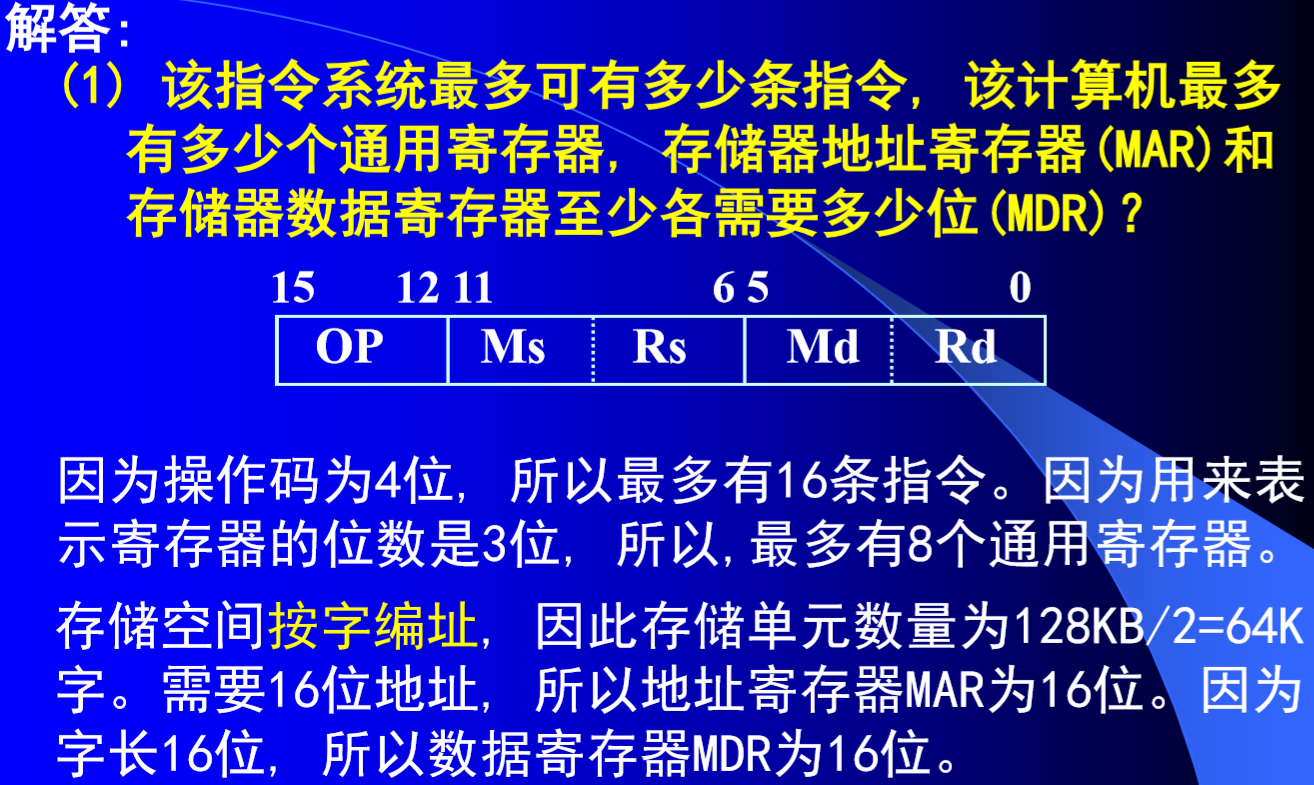 解答:
(1) 该指令系统最多可有多少条指令, 该计算机最多
有多少个通用寄存器, 存储器地址寄存器(MAR)和
存储器数据寄存器至少各需要多少位(MDR)?
15 12 11 6 5 0
OP Ms Rs Md Rd
因为操作码为4位, 所以最多有16条指令。因为用来表
示寄存器的位数是3位, 所以,最多有8个通用寄存器。
存储空间按字编址, 因此存储单元数量为128KB/2=64K
字。需要16位地址, 所以地址寄存器MAR为16位。因为
字长16位, 所以数据寄存器MDR为16位。